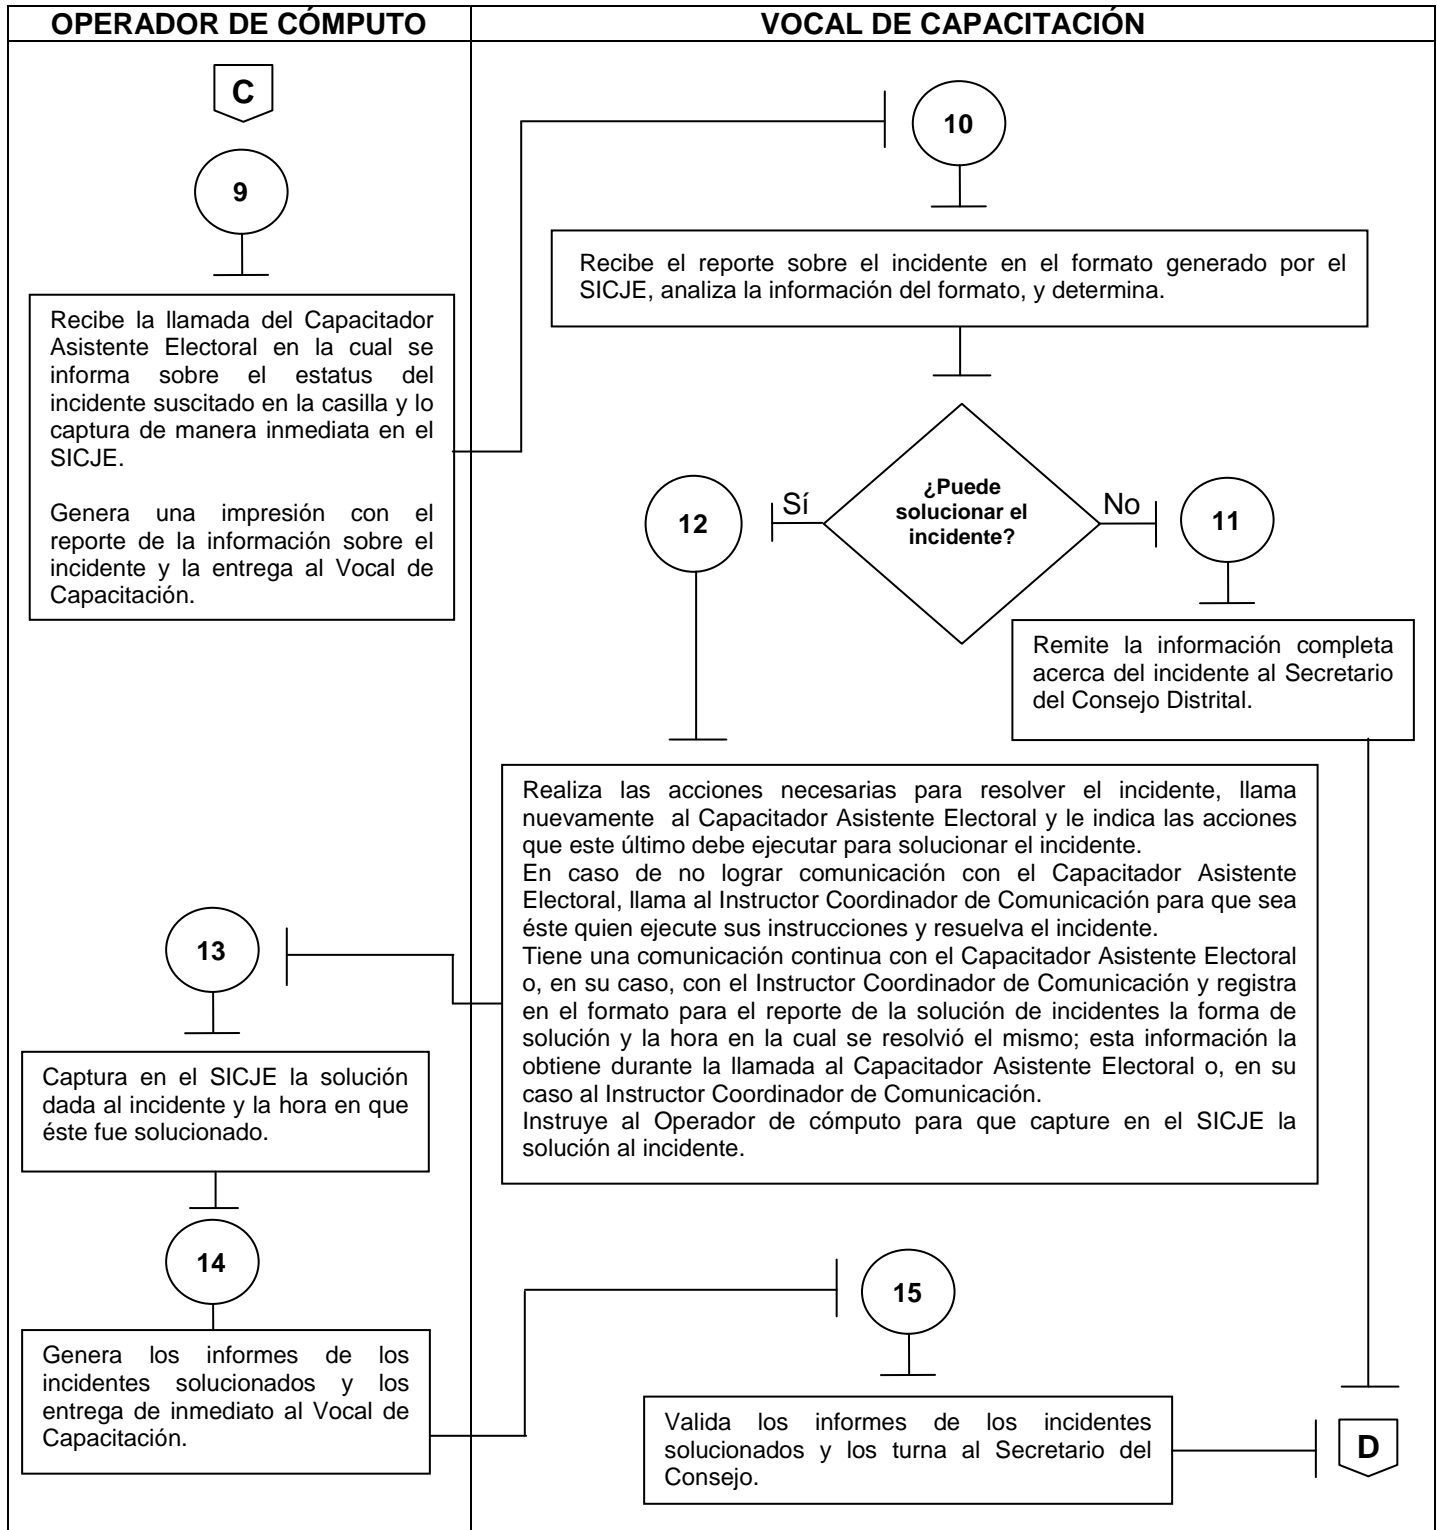 OPERADOR DE CÓMPUTO
VOCAL DE CAPACITACIÓN
C
9
Recibe la llamada del Capacitador
Asistente Electoral en la cual se
informa sobre el estatus del
incidente suscitado en la casilla y lo
captura de manera inmediata en el
SICJE.
Genera una impresión con el
reporte de la información sobre el
incidente y la entrega al Vocal de
Capacitación.
10
Recibe el reporte sobre el incidente en el formato generado por el
SICJE, analiza la información del formato, y determina.
¿Puede
solucionar el
incidente?
Sí
No
12
11
Remite la información completa
acerca del incidente al Secretario
del Consejo Distrital.
Realiza las acciones necesarias para resolver el incidente, llama
nuevamente al Capacitador Asistente Electoral y le indica las acciones
que este último debe ejecutar para solucionar el incidente.
En caso de no lograr comunicación con el Capacitador Asistente
Electoral, llama al Instructor Coordinador de Comunicación para que sea
éste quien ejecute sus instrucciones y resuelva el incidente.
Tiene una comunicación continua con el Capacitador Asistente Electoral
o, en su caso, con el Instructor Coordinador de Comunicación y registra
en el formato para el reporte de la solución de incidentes la forma de
solución y la hora en la cual se resolvió el mismo; esta información la
obtiene durante la llamada al Capacitador Asistente Electoral o, en su
caso al Instructor Coordinador de Comunicación.
Instruye al Operador de cómputo para que capture en el SICJE la
solución al incidente.
13
Captura en el SICJE la solución
dada al incidente y la hora en que
éste fue solucionado.
14
Genera los informes de los
incidentes solucionados y los
entrega de inmediato al Vocal de
Capacitación.
15
Valida los informes de los incidentes
solucionados y los turna al Secretario del
Consejo.
D